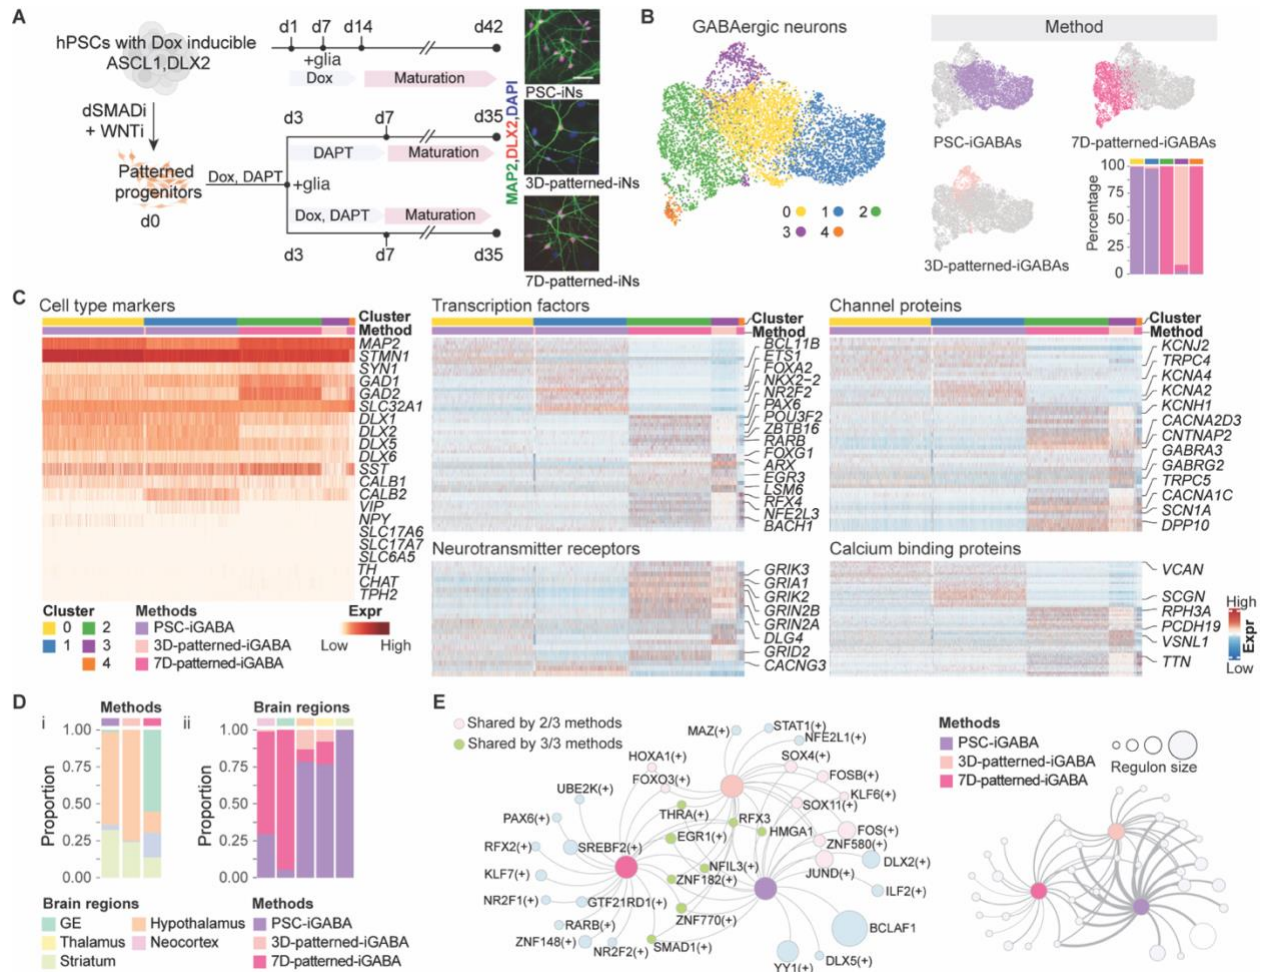 A
hPSCs with Dox inducible
ASCL1,DLX2
dSMADi
+ WNTi
Patterned
progenitors
d0
d1 d7 d14 d42
+glia
Dox Maturation
d3 d7 d35
DAPT Maturation
Dox, DAPT
+glia
Dox, DAPT Maturation
d3 d7 d35
MAP2,DLX2,DAPI
PSC-iNs
3D-patterned-iNs
7D-patterned-iNs
B
GABAergic neurons
0 1 2
3 4
Method
PSC-iGABAs
7D-patterned-iGABAs
3D-patterned-iGABAs
Percentage
100
75
50
25
0
C
Cell type markers
Cluster
Method
MAP2
STMN1
SYN1
GAD1
GAD2
SLC32A1
DLX1
DLX2
DLX5
DLX6
SST
CALB1
CALB2
VIP
NPY
SLC17A6
SLC17A7
SLC6A5
TH
CHAT
TPH2
Cluster
0 2
1 3
4
Methods
PSC-iGABA
3D-patterned-iGABA
7D-patterned-iGABA
Expr
Low High
Transcription factors
Cluster
Method
BCL11B
ETS1
FOXA2
NKX2-2
NR2F2
PAX6
POU3F2
ZBTB16
RARB
FOXG1
ARX
EGR3
LSM6
RFX4
NFE2L3
BACH1
Neurotransmitter receptors
GRIK3
GRIA1
GRIK2
GRIN2B
GRIN2A
DLG4
GRID2
CACNG3
Channel proteins
Cluster
Method
KCNJ2
TRPC4
KCNA4
KCNA2
KCNH1
CACNA2D3
CNTNAP2
GABRA3
GABRG2
TRPC5
CACNA1C
SCN1A
DPP10
Calcium binding proteins
VCAN
SCGN
RPH3A
PCDH19
VSNL1
TTN
High
Expr
Low
D
i
Methods
Proportion
1.00
0.75
0.50
0.25
0.00
ii
Brain regions
Proportion
1.00
0.75
0.50
0.25
0.00
Brain regions
GE Hypothalamus
Thalamus Neocortex
Striatum
Methods
PSC-iGABA
3D-patterned-iGABA
7D-patterned-iGABA
E
Shared by 2/3 methods
Shared by 3/3 methods
MAZ(+)
STAT1(+)
NFE2L1(+)
HOXA1(+)
SOX4(+)
FOXO3(+)
FOSB(+)
UBE2K(+)
KLF6(+)
THRA(+)
SOX11(+)
PAX6(+)
RFX3
EGR1(+)
HMGA1
FOS(+)
RFX2(+)
SREBF2(+)
ZNF580(+)
NFIL3(+)
DLX2(+)
KLF7(+)
ZNF182(+)
JUND(+)
NR2F1(+)
GTF21RD1(+)
ILF2(+)
ZNF770(+)
RARB(+)
BCLAF1
ZNF148(+)
NR2F2(+)
SMAD1(+)
YY1(+)
DLX5(+)
Methods
PSC-iGABA
3D-patterned-iGABA
7D-patterned-iGABA
Regulon size